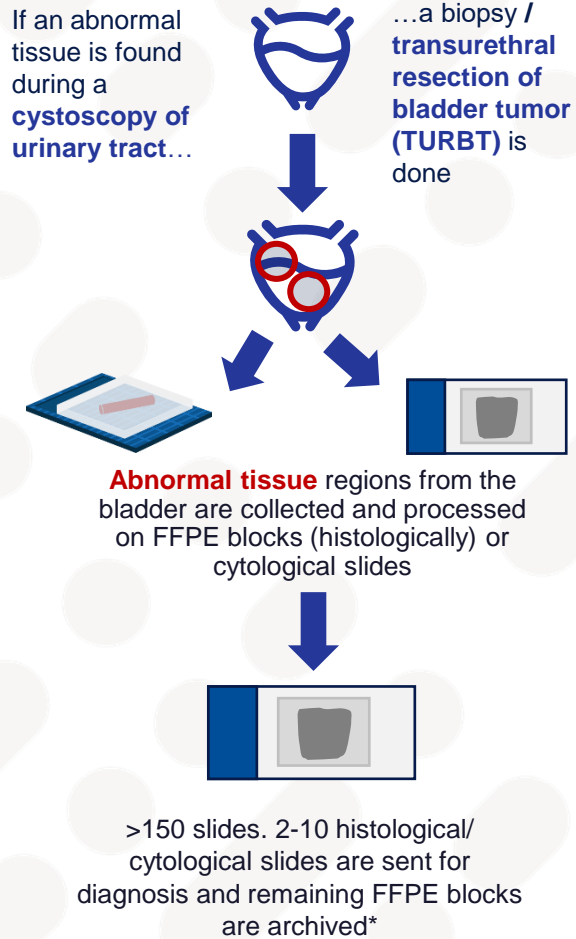 If an abnormal
tissue is found
during a
cystoscopy of
urinary tract…
…a biopsy /
transurethral
resection of
bladder tumor
(TURBT) is
done
Abnormal tissue regions from the
bladder are collected and processed
on FFPE blocks (histologically) or
cytological slides
>150 slides. 2-10 histological/
cytological slides are sent for
diagnosis and remaining FFPE blocks
are archived*